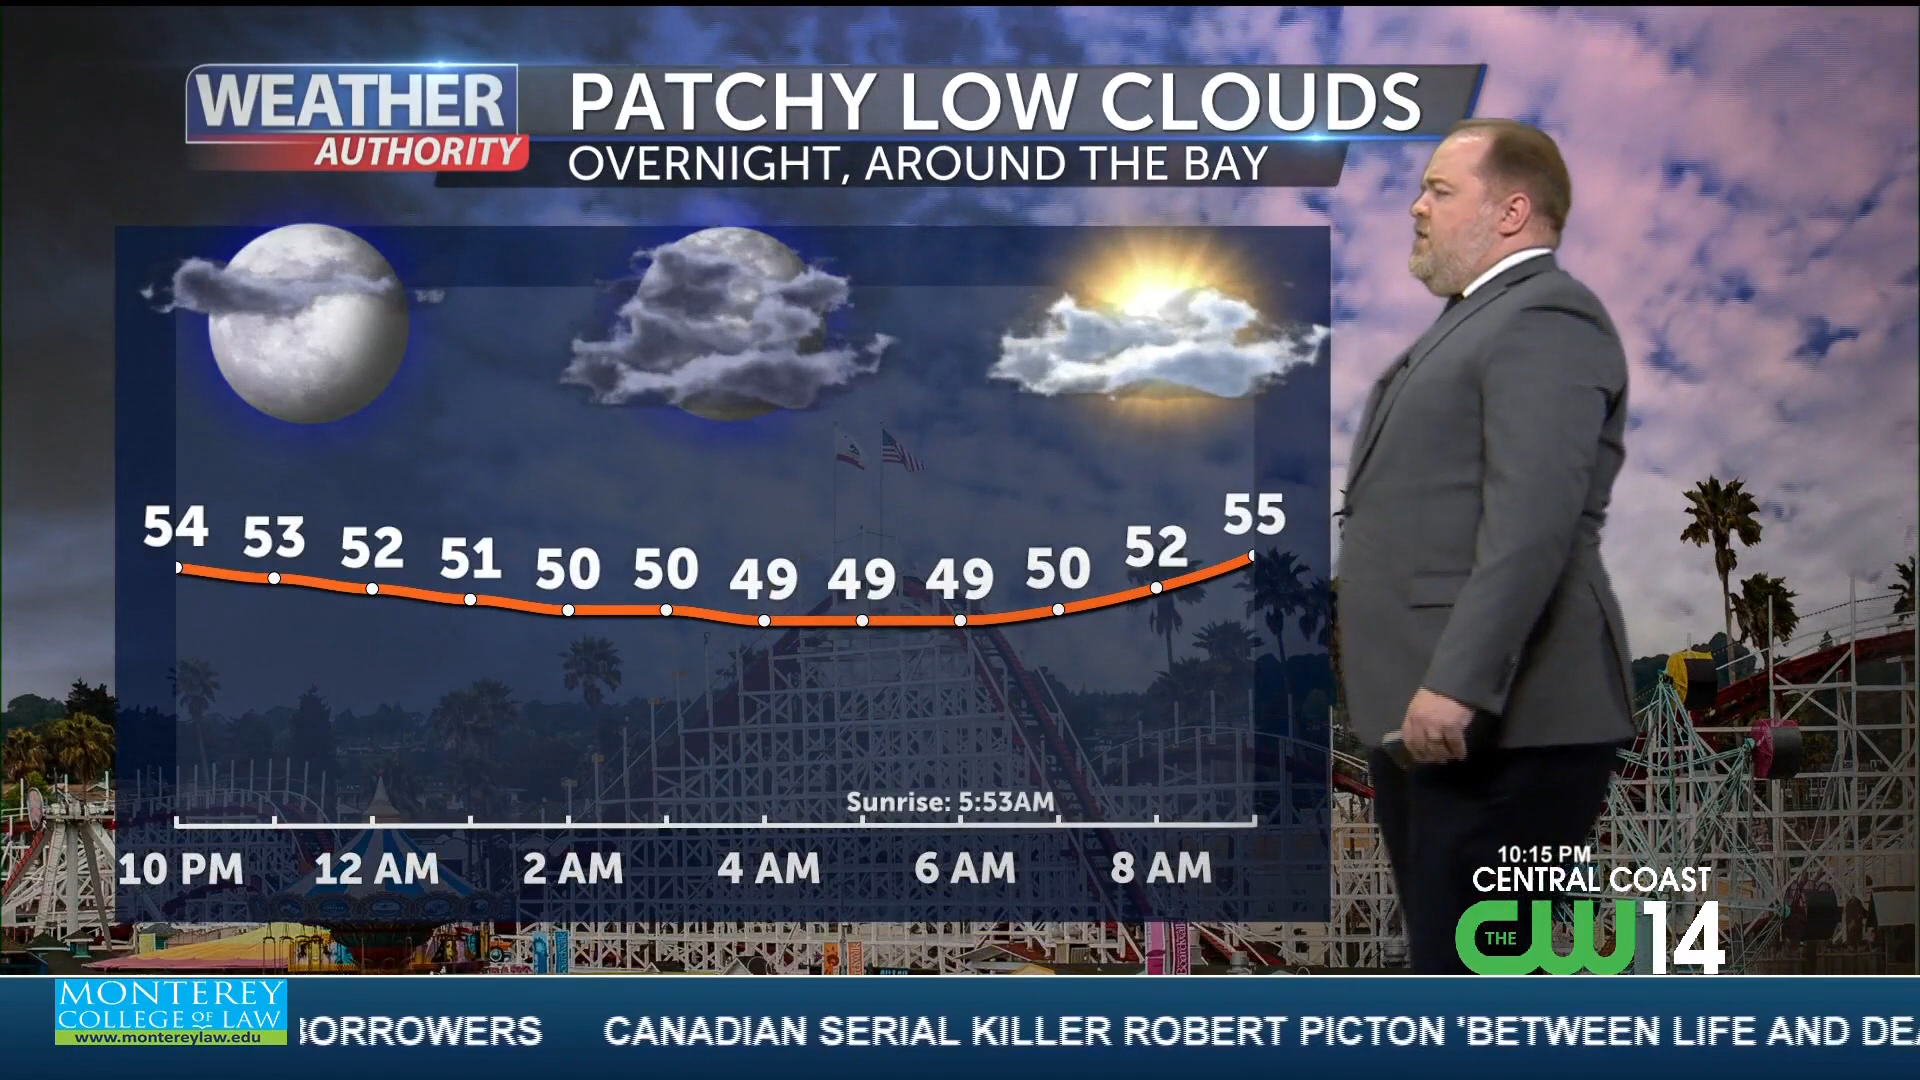 WEATHER
AUTHORITY
PATCHY LOW CLOUDS
OVERNIGHT, AROUND THE BAY
54 53 52 51 50 50 49 49 49 50 52 55
Sunrise: 5:53AM
10 PM 12 AM 2 AM 4 AM 6 AM 8 AM
10:15 PM
CENTRAL COAST
THE CW 14
MONTEREY
COLLEGE OF LAW
www.montereylaw.edu
BORROWERS CANADIAN SERIAL KILLER ROBERT PICTON 'BETWEEN LIFE AND DEA